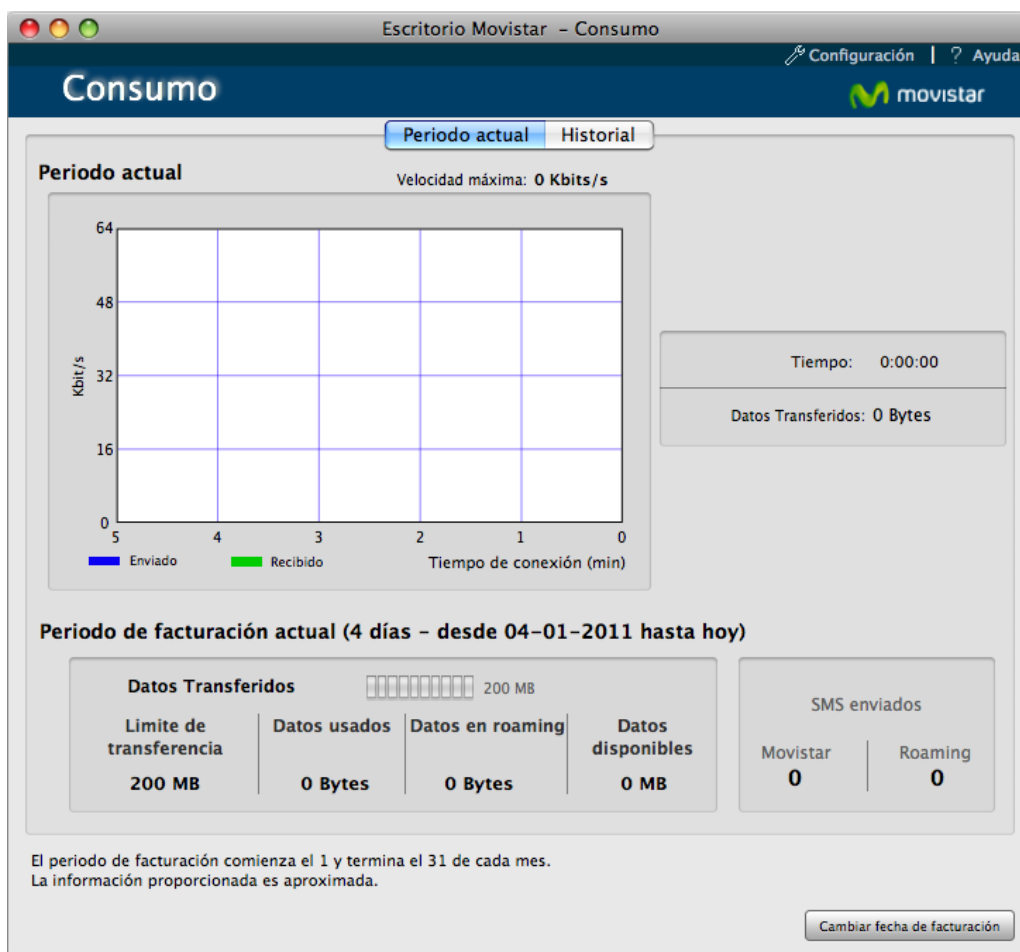 Escritorio Movistar – Consumo
Configuración | ? Ayuda
Consumo
movistar
Periodo actual Historial
Periodo actual
Velocidad máxima: 0 Kbits/s
64
48
32
16
0
Kbit/s
5 4 3 2 1 0
Enviado Recibido Tiempo de conexión (min)
Tiempo: 0:00:00
Datos Transferidos: 0 Bytes
Periodo de facturación actual (4 días – desde 04-01-2011 hasta hoy)
Datos Transferidos 200 MB
Limite de transferencia
200 MB
Datos usados
0 Bytes
Datos en roaming
0 Bytes
Datos disponibles
0 MB
SMS enviados
Movistar
0
Roaming
0
El periodo de facturación comienza el 1 y termina el 31 de cada mes.
La información proporcionada es aproximada.
Cambiar fecha de facturación